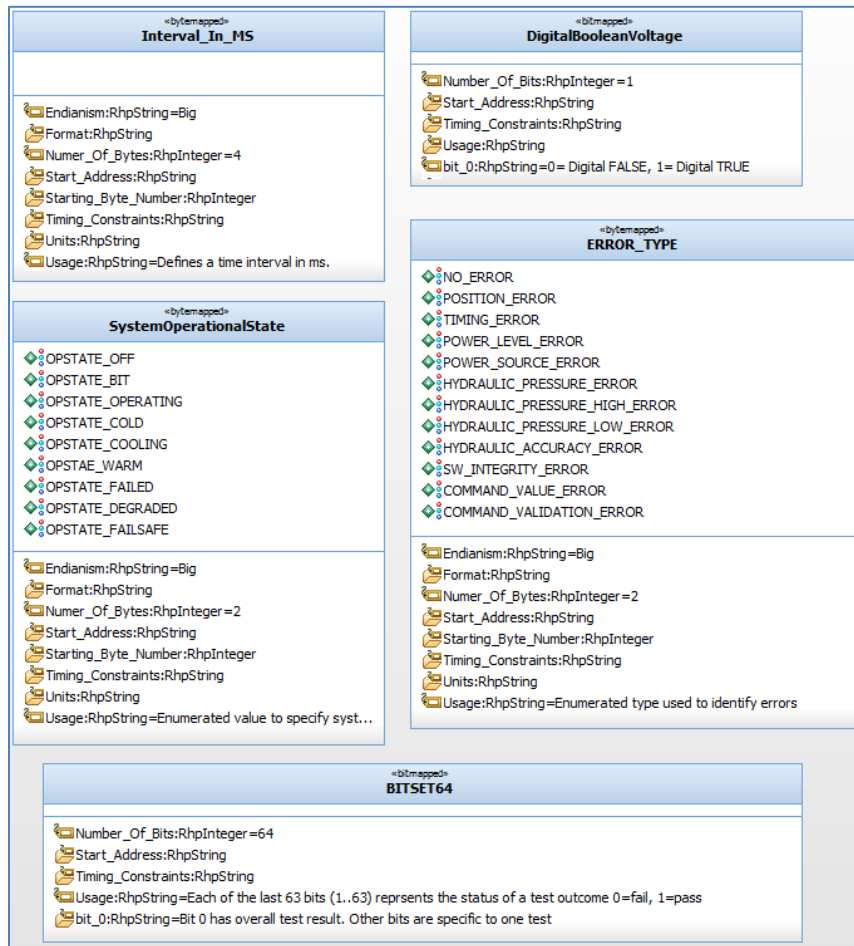 «bytemapped»
Interval_In_MS
Endianism:RhpString=Big
Format:RhpString
Numer_Of_Bytes:RhpInteger=4
Start_Address:RhpString
Starting_Byte_Number:RhpInteger
Timing_Constraints:RhpString
Units:RhpString
Usage:RhpString=Defines a time interval in ms.
«bitmapped»
DigitalBooleanVoltage
Number_Of_Bits:RhpInteger=1
Start_Address:RhpString
Timing_Constraints:RhpString
Usage:RhpString
bit_0:RhpString=0= Digital FALSE, 1= Digital TRUE
«bytemapped»
SystemOperationalState
OPSTATE_OFF
OPSTATE_BIT
OPSTATE_OPERATING
OPSTATE_COLD
OPSTATE_COOLING
OPSTAE_WARM
OPSTATE_FAILED
OPSTATE_DEGRADED
OPSTATE_FAILSAFE
Endianism:RhpString=Big
Format:RhpString
Numer_Of_Bytes:RhpInteger=2
Start_Address:RhpString
Starting_Byte_Number:RhpInteger
Timing_Constraints:RhpString
Units:RhpString
Usage:RhpString=Enumerated value to specify syst...
«bytemapped»
ERROR_TYPE
NO_ERROR
POSITION_ERROR
TIMING_ERROR
POWER_LEVEL_ERROR
POWER_SOURCE_ERROR
HYDRAULIC_PRESSURE_ERROR
HYDRAULIC_PRESSURE_HIGH_ERROR
HYDRAULIC_PRESSURE_LOW_ERROR
HYDRAULIC_ACCURACY_ERROR
SW_INTEGRITY_ERROR
COMMAND_VALUE_ERROR
COMMAND_VALIDATION_ERROR
Endianism:RhpString=Big
Format:RhpString
Numer_Of_Bytes:RhpInteger=2
Start_Address:RhpString
Starting_Byte_Number:RhpInteger
Timing_Constraints:RhpString
Units:RhpString
Usage:RhpString=Enumerated type used to identify errors
«bitmapped»
BITSET64
Number_Of_Bits:RhpInteger=64
Start_Address:RhpString
Timing_Constraints:RhpString
Usage:RhpString=Each of the last 63 bits (1..63) reprsents the status of a test outcome 0=fail, 1=pass
bit_0:RhpString=Bit 0 has overall test result. Other bits are specific to one test